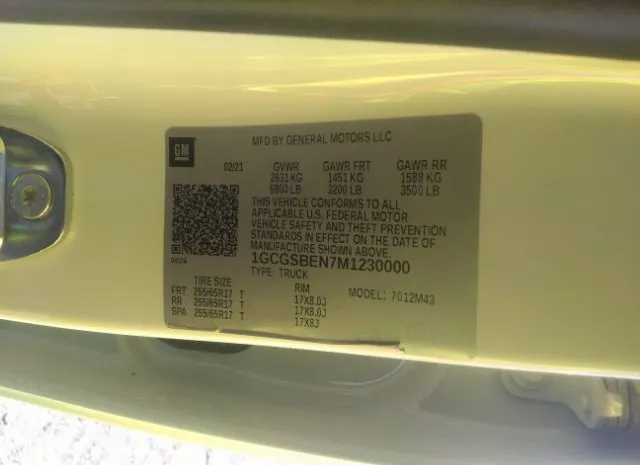 GM
MFD BY GENERAL MOTORS LLC
02/21 GVWR GAWR FRT GAWR RR
2631 KG 1451 KG 1588 KG
5800 LB 3200 LB 3500 LB
THIS VEHICLE CONFORMS TO ALL
APPLICABLE U.S. FEDERAL MOTOR
VEHICLE SAFETY AND THEFT PREVENTION
STANDARDS IN EFFECT ON THE DATE OF
MANUFACTURE SHOWN ABOVE.
1GCGSBEN7M1230000
TYPE: TRUCK
TIRE SIZE RIM MODEL: 7012M43
FRT 255/65R17 T 17X8.0J
RR 255/65R17 T 17X8.0J
SPA 255/65R17 T 17X8J